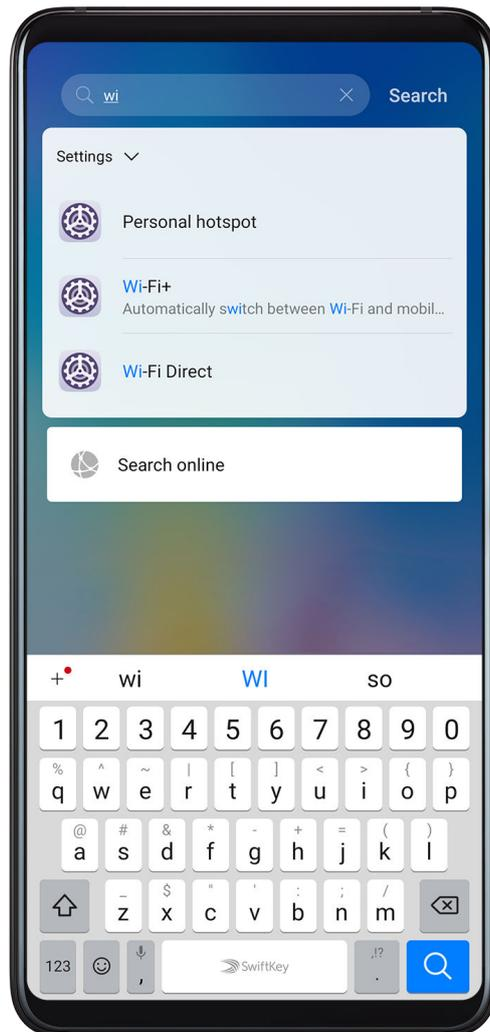 wi
Search
Settings
Personal hotspot
Wi-Fi+
Automatically switch between Wi-Fi and mobil...
Wi-Fi Direct
Search online
+ wi WI so
1 2 3 4 5 6 7 8 9 0
% ^ ~ | [ ] < > { }
q w e r t y u i o p
@ # & * - + = ( )
a s d f g h j k l
_ $ " ' : ; /
z x c v b n m
,!?
123 , SwiftKey .